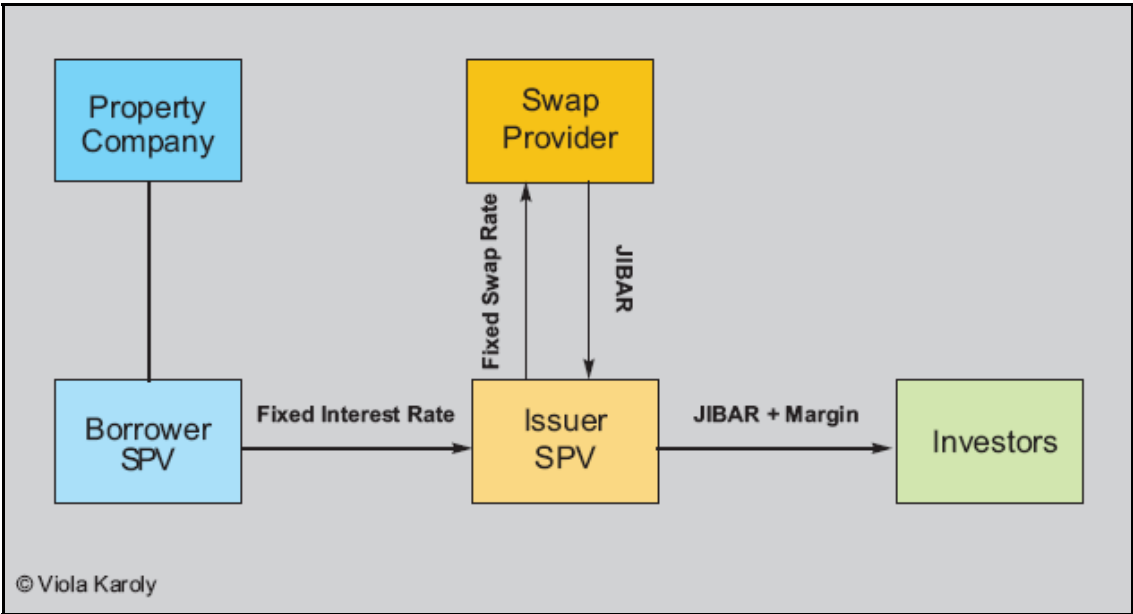 Property
Company
Swap
Provider
Fixed Swap Rate
JIBAR
Borrower
SPV
Fixed Interest Rate
Issuer
SPV
JIBAR + Margin
Investors
© Viola Karoly